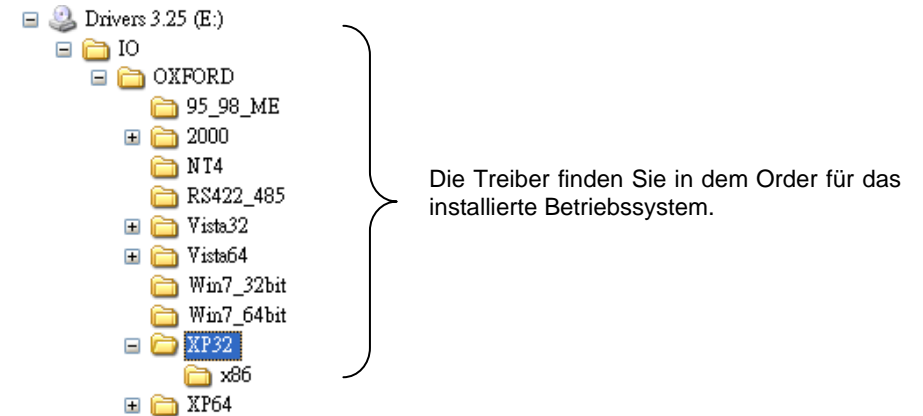 Drivers 3.25 (E:)
IO
OXFORD
95_98_ME
2000
NT4
RS422_485
Vista32
Vista64
Win7_32bit
Win7_64bit
XP32
x86
XP64
Die Treiber finden Sie in dem Order für das
installierte Betriebssystem.